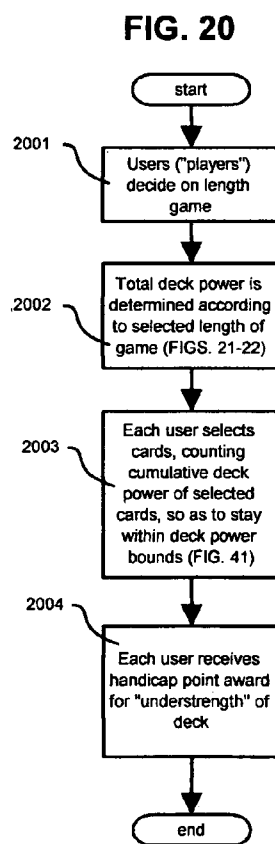 FIG. 20
start
2001
Users ("players")
decide on length
game
,2002
Total deck power is
determined according
to selected length of
game (FIGS. 21-22)
2003
Each user selects
cards, counting
cumulative deck
power of selected
cards, so as to stay
within deck power
bounds (FIG. 41)
2004
Each user receives
handicap point award
for "understrength" of
deck
end